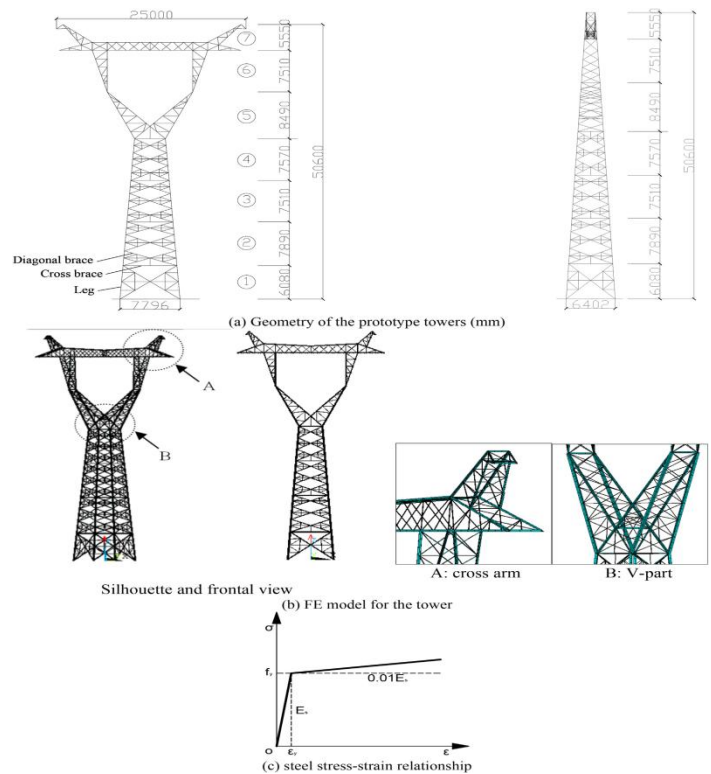 25000
⑦
⑥
⑤
④
③
②
①
5550
7510
8490
7570
7510
7890
6080
50600
Diagonal brace
Cross brace
Leg
7796
5550
7510
8490
7570
7510
7890
6080
50600
6402
(a) Geometry of the prototype towers (mm)
A
B
Silhouette and frontal view
A: cross arm
B: V-part
(b) FE model for the tower
σ
fᵧ
0.01Eₛ
Eₛ
O
εᵧ
ε
(c) steel stress-strain relationship